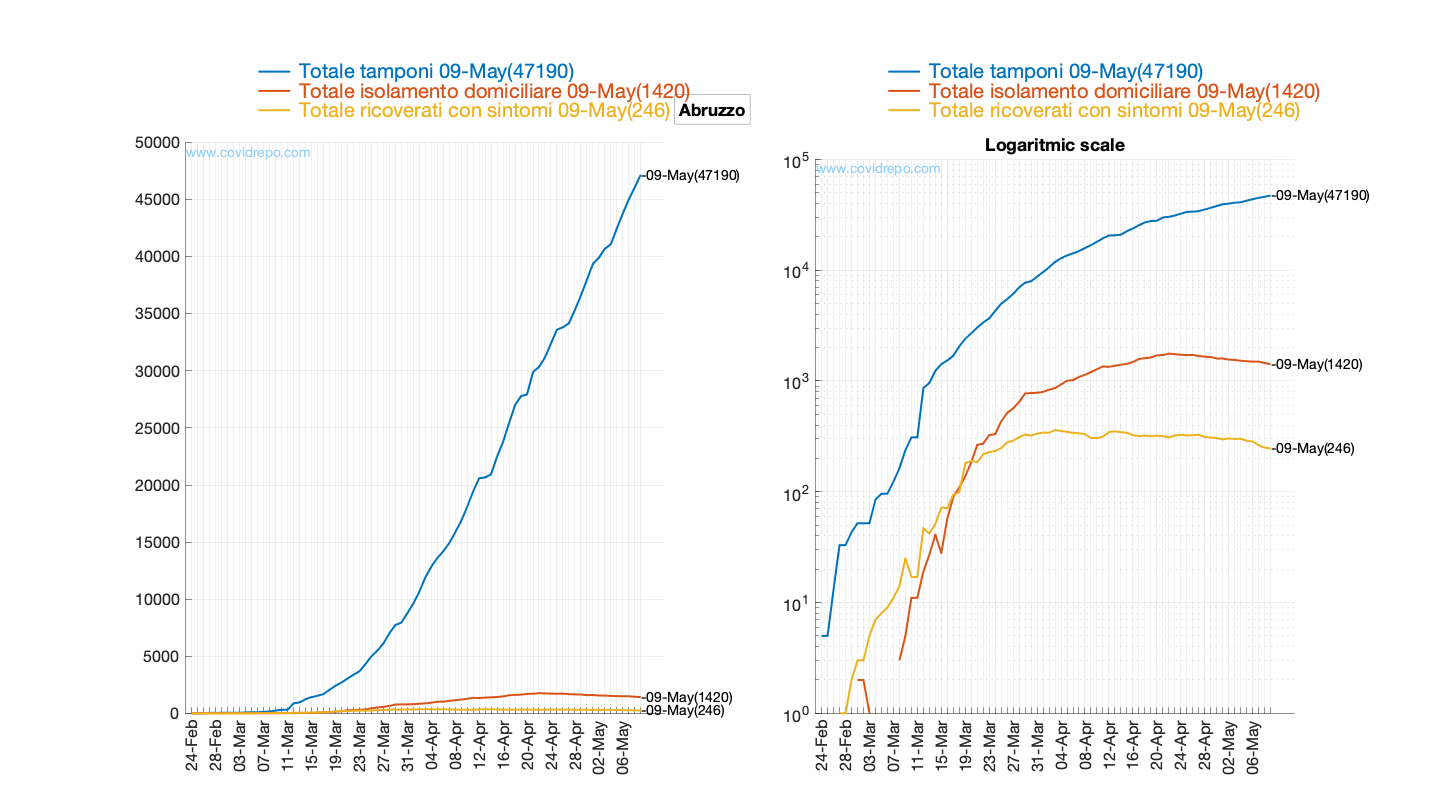 Totale tamponi 09-May(47190)
Totale isolamento domiciliare 09-May(1420)
Totale ricoverati con sintomi 09-May(246)
Abruzzo
www.covidrepo.com
50000
45000
40000
35000
30000
25000
20000
15000
10000
5000
0
-09-May(47190)
-09-May(1420)
-09-May(246)
24-Feb
28-Feb
03-Mar
07-Mar
11-Mar
15-Mar
19-Mar
23-Mar
27-Mar
31-Mar
04-Apr
08-Apr
12-Apr
16-Apr
20-Apr
24-Apr
28-Apr
02-May
06-May
Totale tamponi 09-May(47190)
Totale isolamento domiciliare 09-May(1420)
Totale ricoverati con sintomi 09-May(246)
Logaritmic scale
www.covidrepo.com
10^5
10^4
10^3
10^2
10^1
10^0
-09-May(47190)
-09-May(1420)
-09-May(246)
24-Feb
28-Feb
03-Mar
07-Mar
11-Mar
15-Mar
19-Mar
23-Mar
27-Mar
31-Mar
04-Apr
08-Apr
12-Apr
16-Apr
20-Apr
24-Apr
28-Apr
02-May
06-May